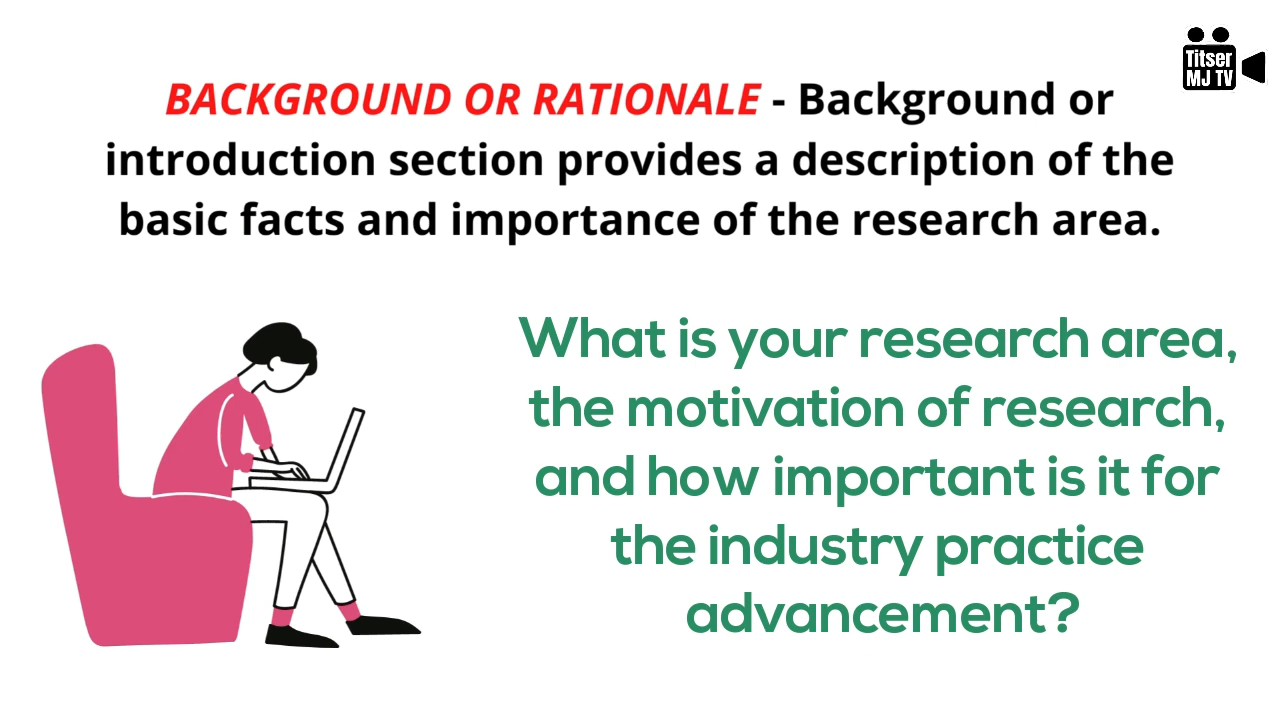 Titser
MJ TV
BACKGROUND OR RATIONALE - Background or
introduction section provides a description of the
basic facts and importance of the research area.
What is your research area,
the motivation of research,
and how important is it for
the industry practice
advancement?